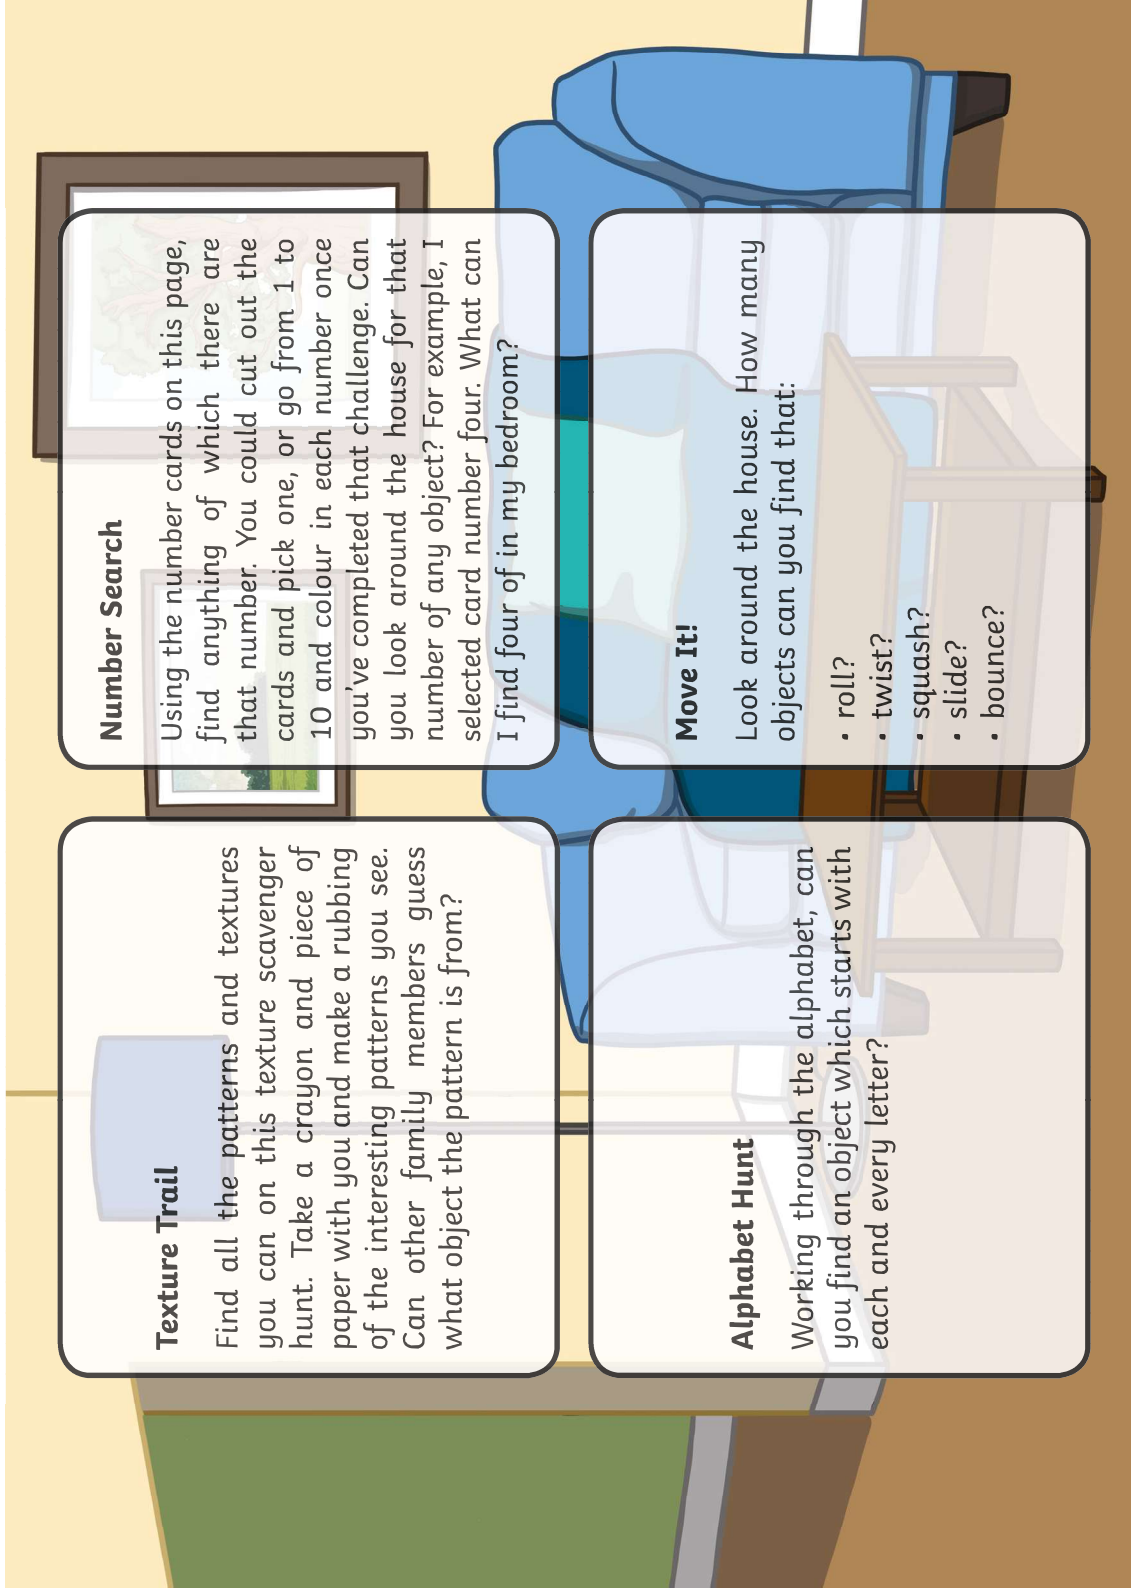 Texture Trail
Find all the patterns and textures
you can on this texture scavenger
hunt. Take a crayon and piece of
paper with you and make a rubbing
of the interesting patterns you see.
Can other family members guess
what object the pattern is from?
Number Search
Using the number cards on this page,
find anything of which there are
that number. You could cut out the
cards and pick one, or go from 1 to
10 and colour in each number once
you've completed that challenge. Can
you look around the house for that
number of any object? For example, I
selected card number four. What can
I find four of in my bedroom?
Alphabet Hunt
Working through the alphabet, can
you find an object which starts with
each and every letter?
Move It!
Look around the house. How many
objects can you find that:
• roll?
• twist?
• squash?
• slide?
• bounce?